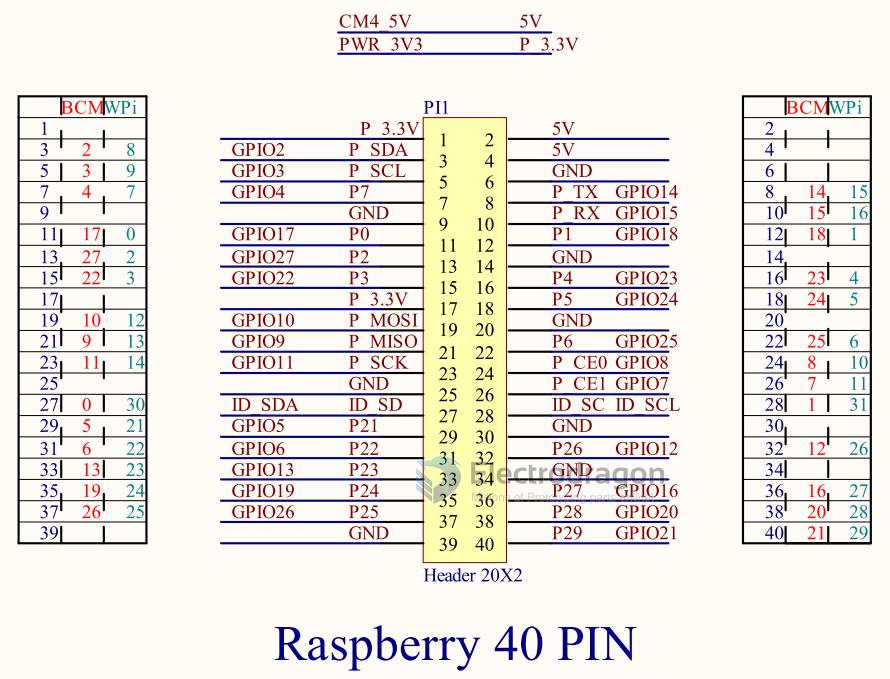 CM4_5V 5V
PWR_3V3 P_3.3V
BCM WPi PI1 BCM WPi
1 P_3.3V 1 2 5V 2
3 2 8 GPIO2 P_SDA 3 4 5V 4
5 3 9 GPIO3 P_SCL 5 6 GND 6
7 4 7 GPIO4 P7 7 8 P_TX GPIO14 8 14 15
9 GND 9 10 P_RX GPIO15 10 15 16
11 17 0 GPIO17 P0 11 12 P1 GPIO18 12 18 1
13 27 2 GPIO27 P2 13 14 GND 14
15 22 3 GPIO22 P3 15 16 P4 GPIO23 16 23 4
17 P_3.3V 17 18 P5 GPIO24 18 24 5
19 10 12 GPIO10 P_MOSI 19 20 GND 20
21 9 13 GPIO9 P_MISO 21 22 P6 GPIO25 22 25 6
23 11 14 GPIO11 P_SCK 23 24 P_CE0 GPIO8 24 8 10
25 GND 25 26 P_CE1 GPIO7 26 7 11
27 0 30 ID_SDA ID_SD 27 28 ID_SC ID_SCL 28 1 31
29 5 21 GPIO5 P21 29 30 GND 30
31 6 22 GPIO6 P22 31 32 P26 GPIO12 32 12 26
33 13 23 GPIO13 P23 33 34 GND 34
Electrodragon
35 19 24 GPIO19 P24 35 36 P27 GPIO16 36 16 27
37 26 25 GPIO26 P25 37 38 P28 GPIO20 38 20 28
39 GND 39 40 P29 GPIO21 40 21 29
Header 20X2
Raspberry 40 PIN